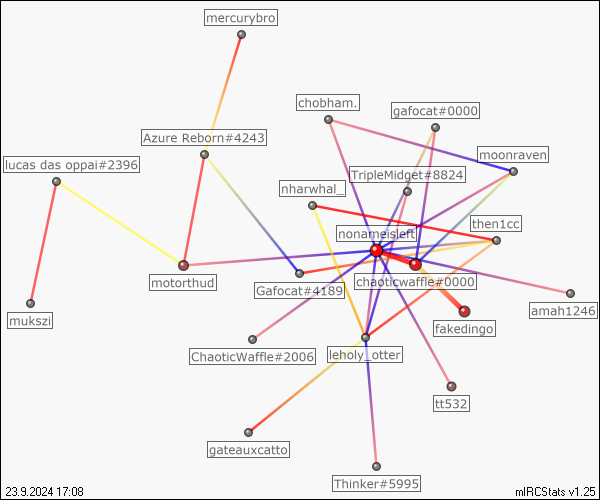 mercurybro
chobham.
gafocat#0000
Azure Reborn#4243
moonraven
lucas das oppai#2396
TripleMidget#8824
nharwhal_
then1cc
nonameisleft
motorthud
chaoticwaffle#0000
Gafocat#4189
amah1246
mukszi
fakedingo
ChaoticWaffle#2006
leholy_otter
tt532
gateauxcatto
Thinker#5995
23.9.2024 17:08
mIRCStats v1.25